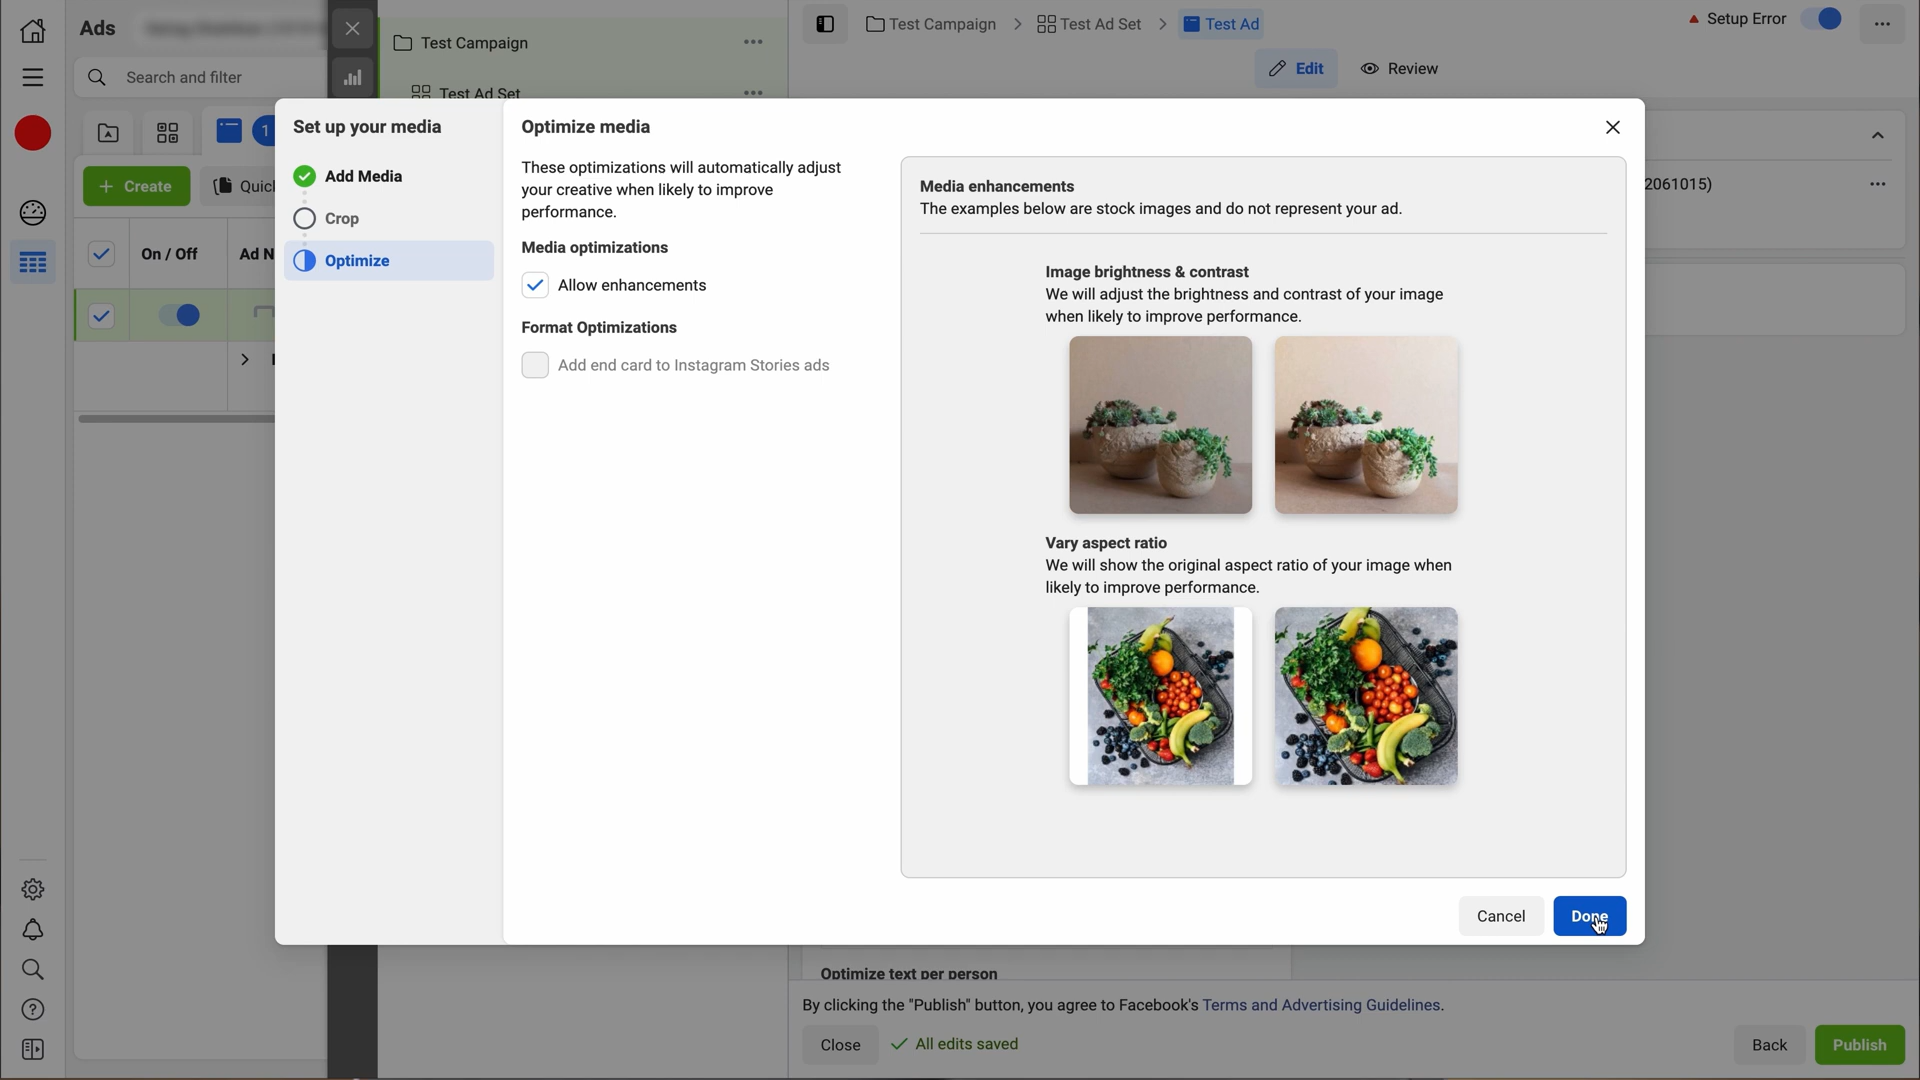 Ads
Search and filter
1
+ Create
On / Off
Ad N
Test Campaign
Test Ad Set
Test Campaign > Test Ad Set > Test Ad
Setup Error
Edit
Review
2061015)
Set up your media
Add Media
Crop
Optimize
Optimize media
These optimizations will automatically adjust
your creative when likely to improve
performance.
Media optimizations
Allow enhancements
Format Optimizations
Add end card to Instagram Stories ads
Media enhancements
The examples below are stock images and do not represent your ad.
Image brightness & contrast
We will adjust the brightness and contrast of your image
when likely to improve performance.
Vary aspect ratio
We will show the original aspect ratio of your image when
likely to improve performance.
Cancel
Done
Optimize text per person
By clicking the "Publish" button, you agree to Facebook's Terms and Advertising Guidelines.
Close
All edits saved
Back
Publish